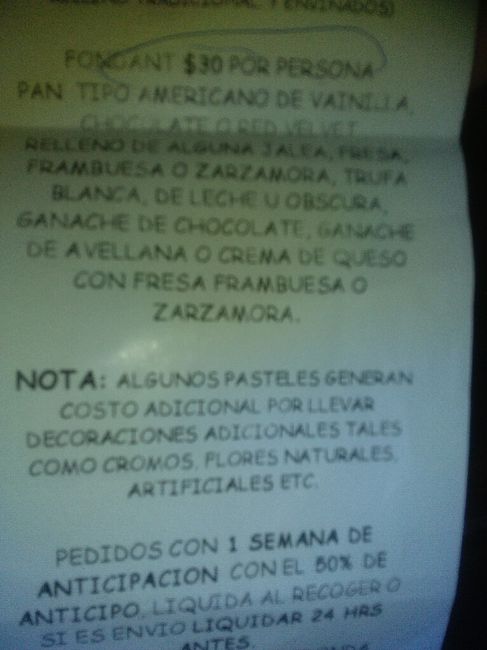 TRADICIONAL Y ENVINADOS)
FONDANT $30 POR PERSONA
PAN TIPO AMERICANO DE VAINILLA,
CHOCOLATE O RED VELVET
RELLENO DE ALGUNA JALEA, FRESA,
FRAMBUESA O ZARZAMORA, TRUFA
BLANCA, DE LECHE U OBSCURA,
GANACHE DE CHOCOLATE, GANACHE
DE AVELLANA O CREMA DE QUESO
CON FRESA FRAMBUESA O
ZARZAMORA.
NOTA: ALGUNOS PASTELES GENERAN
COSTO ADICIONAL POR LLEVAR
DECORACIONES ADICIONALES TALES
COMO CROMOS, FLORES NATURALES,
ARTIFICIALES ETC.
PEDIDOS CON 1 SEMANA DE
ANTICIPACION CON EL 50% DE
ANTICIPO, LIQUIDA AL RECOGER O
SI ES ENVIO LIQUIDAR 24 HRS
ANTES.